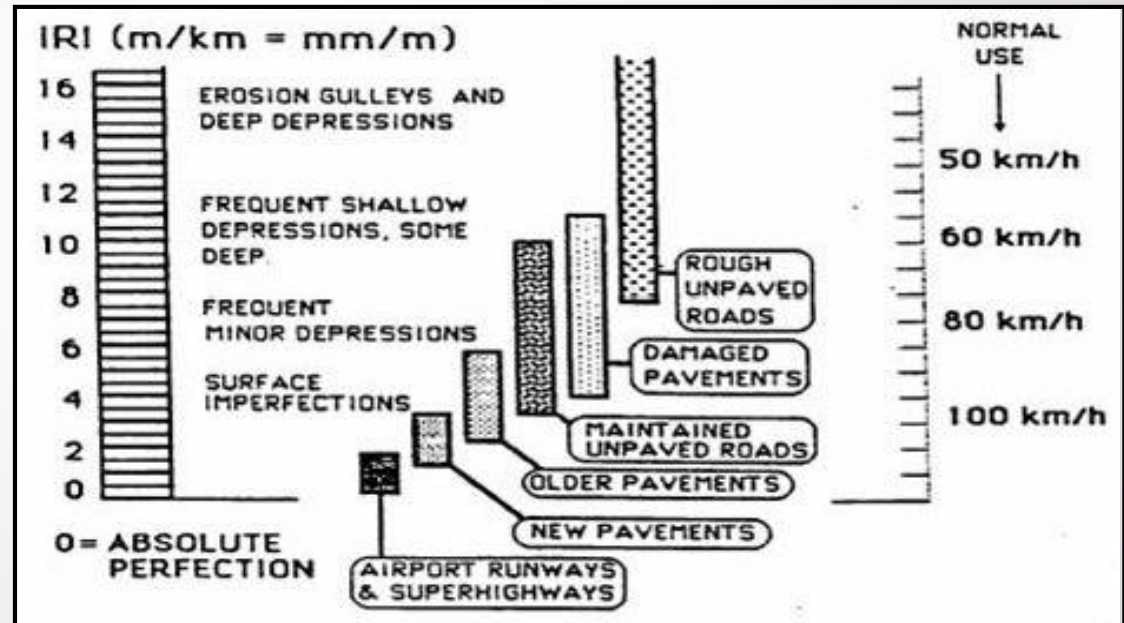 IRI (m/km = mm/m)
16
14
12
10
8
6
4
2
0
EROSION GULLEYS AND
DEEP DEPRESSIONS
FREQUENT SHALLOW
DEPRESSIONS, SOME
DEEP.
FREQUENT
MINOR DEPRESSIONS
SURFACE
IMPERFECTIONS
0= ABSOLUTE
PERFECTION
ROUGH
UNPAVED
ROADS
DAMAGED
PAVEMENTS
MAINTAINED
UNPAVED ROADS
OLDER PAVEMENTS
NEW PAVEMENTS
AIRPORT RUNWAYS
& SUPERHIGHWAYS
NORMAL
USE
50 km/h
60 km/h
80 km/h
100 km/h